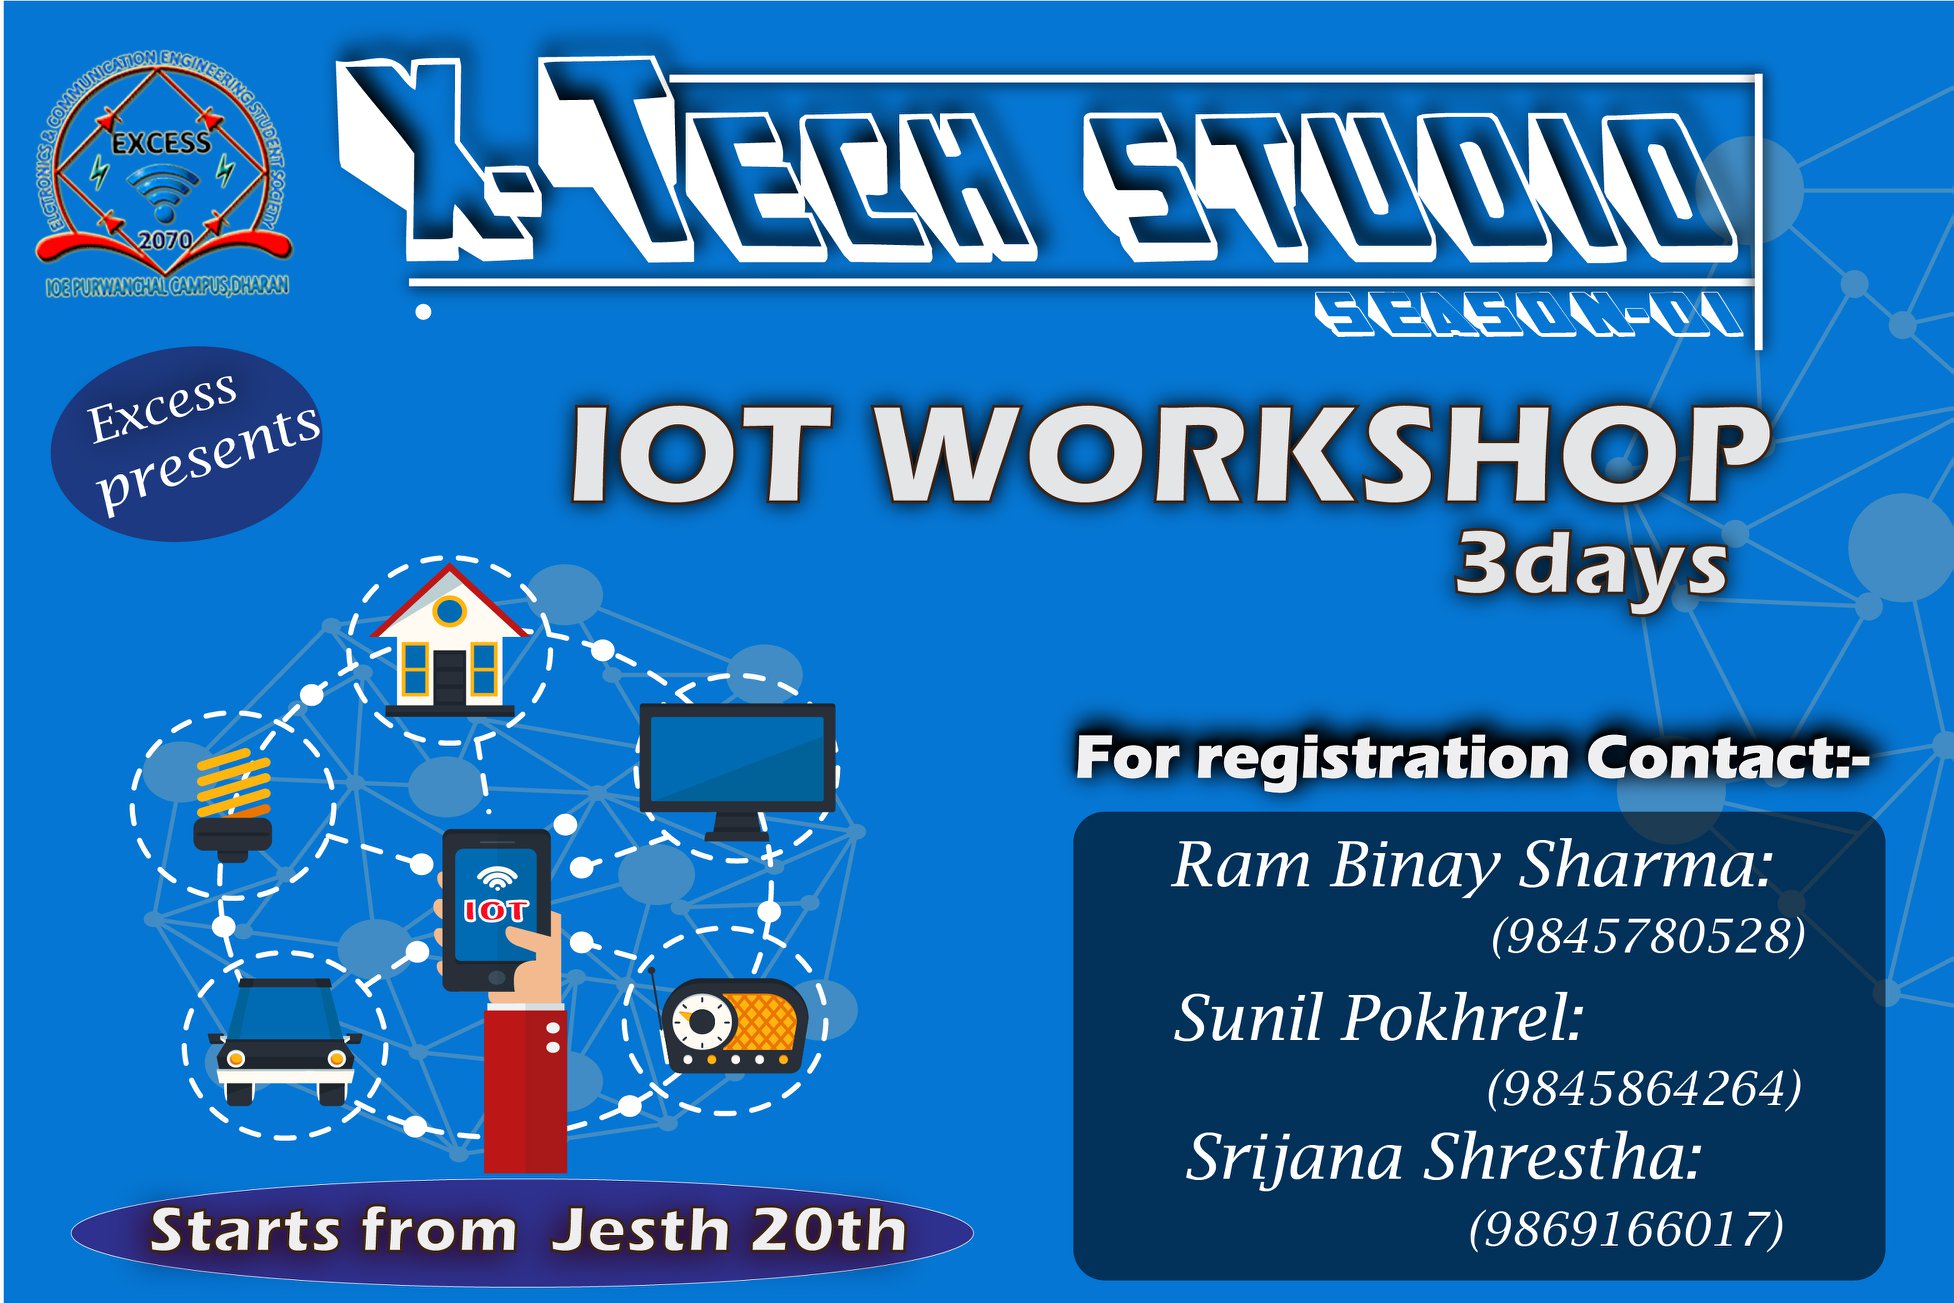 ELCTRONICS & COMMUNICATION ENGINEERING STUDENT SOCIETY
EXCESS
2070
IOE PURWANCHAL CAMPUS,DHARAN
X-TECH STUDIO
SEASON-01
Excess
presents
IOT WORKSHOP
3days
IOT
For registration Contact:-
Ram Binay Sharma:
(9845780528)
Sunil Pokhrel:
(9845864264)
Srijana Shrestha:
(9869166017)
Starts from Jesth 20th